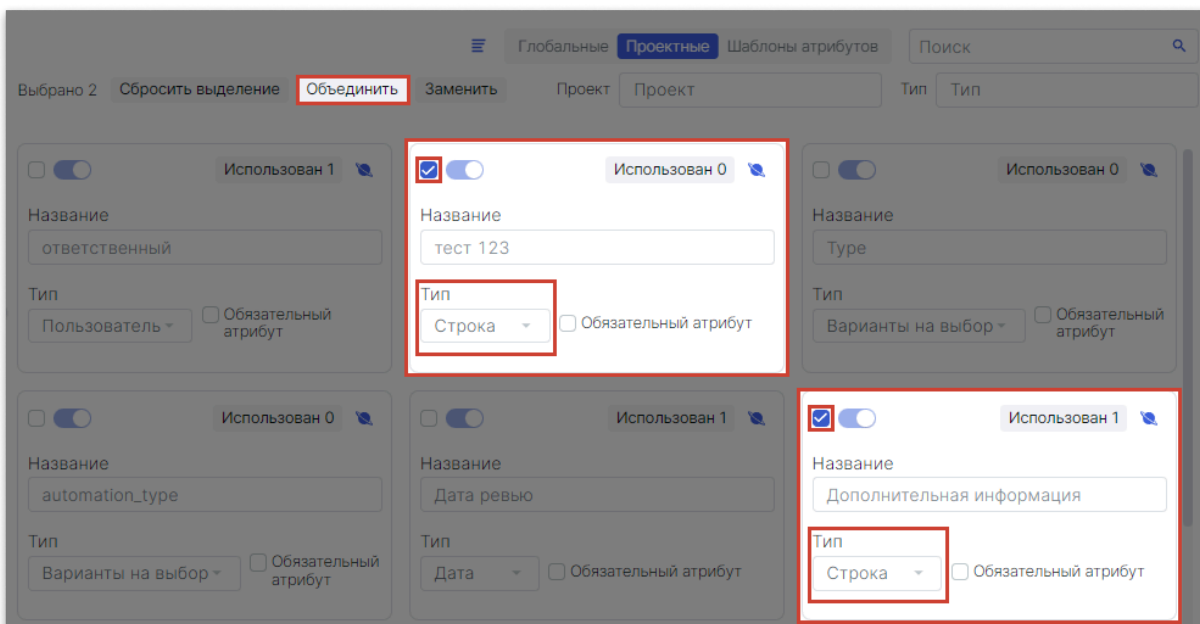 Глобальные Проектные Шаблоны атрибутов Поиск
Выбрано 2 Сбросить выделение Объединить Заменить Проект Проект Тип Тип
Использован 1 Использован 0 Использован 0
Название Название Название
ответственный тест 123 Type
Тип Тип Тип
Пользователь Обязательный атрибут Строка Обязательный атрибут Варианты на выбор Обязательный атрибут
Использован 0 Использован 1 Использован 1
Название Название Название
automation_type Дата ревью Дополнительная информация
Тип Тип Тип
Варианты на выбор Обязательный атрибут Дата Обязательный атрибут Строка Обязательный атрибут